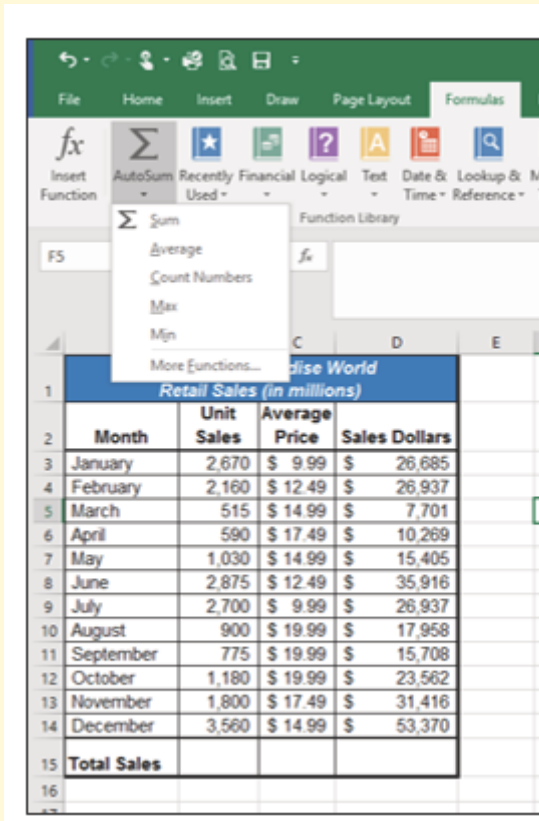 File Home Insert Draw Page Layout Formulas
fx Σ ? A
Insert Function AutoSum Recently Used Financial Logical Text Date & Time Lookup & Reference M
Function Library
Σ Sum
Average
Count Numbers
Max
Min
More Functions...
F5 fx
C D E
1 dise World
Retail Sales (in millions)
2 Month Unit Sales Average Price Sales Dollars
3 January 2,670 $ 9.99 $ 26,685
4 February 2,160 $ 12.49 $ 26,937
5 March 515 $ 14.99 $ 7,701
6 April 590 $ 17.49 $ 10,269
7 May 1,030 $ 14.99 $ 15,405
8 June 2,875 $ 12.49 $ 35,916
9 July 2,700 $ 9.99 $ 26,937
10 August 900 $ 19.99 $ 17,958
11 September 775 $ 19.99 $ 15,708
12 October 1,180 $ 19.99 $ 23,562
13 November 1,800 $ 17.49 $ 31,416
14 December 3,560 $ 14.99 $ 53,370
15 Total Sales
16